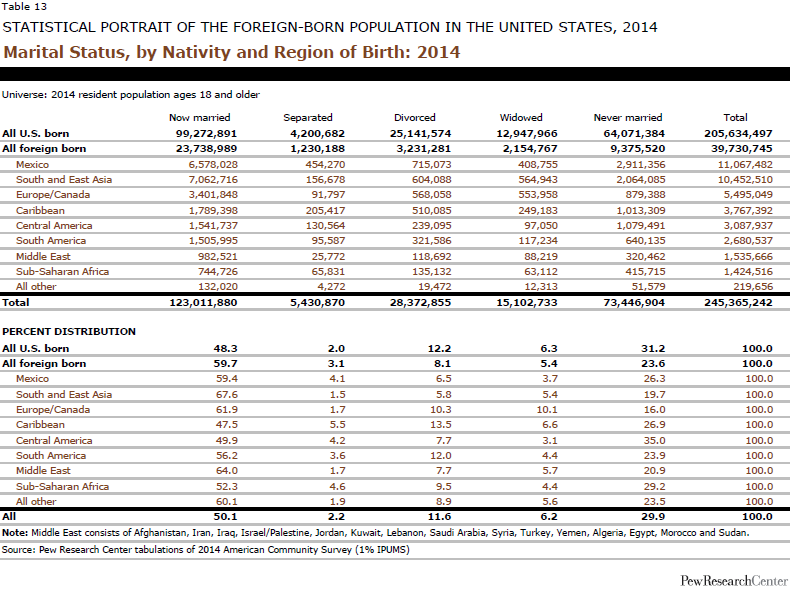 Table 13
STATISTICAL PORTRAIT OF THE FOREIGN-BORN POPULATION IN THE UNITED STATES, 2014
Marital Status, by Nativity and Region of Birth: 2014
Universe: 2014 resident population ages 18 and older
Now married Separated Divorced Widowed Never married Total
All U.S. born 99,272,891 4,200,682 25,141,574 12,947,966 64,071,384 205,634,497
All foreign born 23,738,989 1,230,188 3,231,281 2,154,767 9,375,520 39,730,745
Mexico 6,578,028 454,270 715,073 408,755 2,911,356 11,067,482
South and East Asia 7,062,716 156,678 604,088 564,943 2,064,085 10,452,510
Europe/Canada 3,401,848 91,797 568,058 553,958 879,388 5,495,049
Caribbean 1,789,398 205,417 510,085 249,183 1,013,309 3,767,392
Central America 1,541,737 130,564 239,095 97,050 1,079,491 3,087,937
South America 1,505,995 95,587 321,586 117,234 640,135 2,680,537
Middle East 982,521 25,772 118,692 88,219 320,462 1,535,666
Sub-Saharan Africa 744,726 65,831 135,132 63,112 415,715 1,424,516
All other 132,020 4,272 19,472 12,313 51,579 219,656
Total 123,011,880 5,430,870 28,372,855 15,102,733 73,446,904 245,365,242
PERCENT DISTRIBUTION
All U.S. born 48.3 2.0 12.2 6.3 31.2 100.0
All foreign born 59.7 3.1 8.1 5.4 23.6 100.0
Mexico 59.4 4.1 6.5 3.7 26.3 100.0
South and East Asia 67.6 1.5 5.8 5.4 19.7 100.0
Europe/Canada 61.9 1.7 10.3 10.1 16.0 100.0
Caribbean 47.5 5.5 13.5 6.6 26.9 100.0
Central America 49.9 4.2 7.7 3.1 35.0 100.0
South America 56.2 3.6 12.0 4.4 23.9 100.0
Middle East 64.0 1.7 7.7 5.7 20.9 100.0
Sub-Saharan Africa 52.3 4.6 9.5 4.4 29.2 100.0
All other 60.1 1.9 8.9 5.6 23.5 100.0
All 50.1 2.2 11.6 6.2 29.9 100.0
Note: Middle East consists of Afghanistan, Iran, Iraq, Israel/Palestine, Jordan, Kuwait, Lebanon, Saudi Arabia, Syria, Turkey, Yemen, Algeria, Egypt, Morocco and Sudan.
Source: Pew Research Center tabulations of 2014 American Community Survey (1% IPUMS)
PewResearchCenter